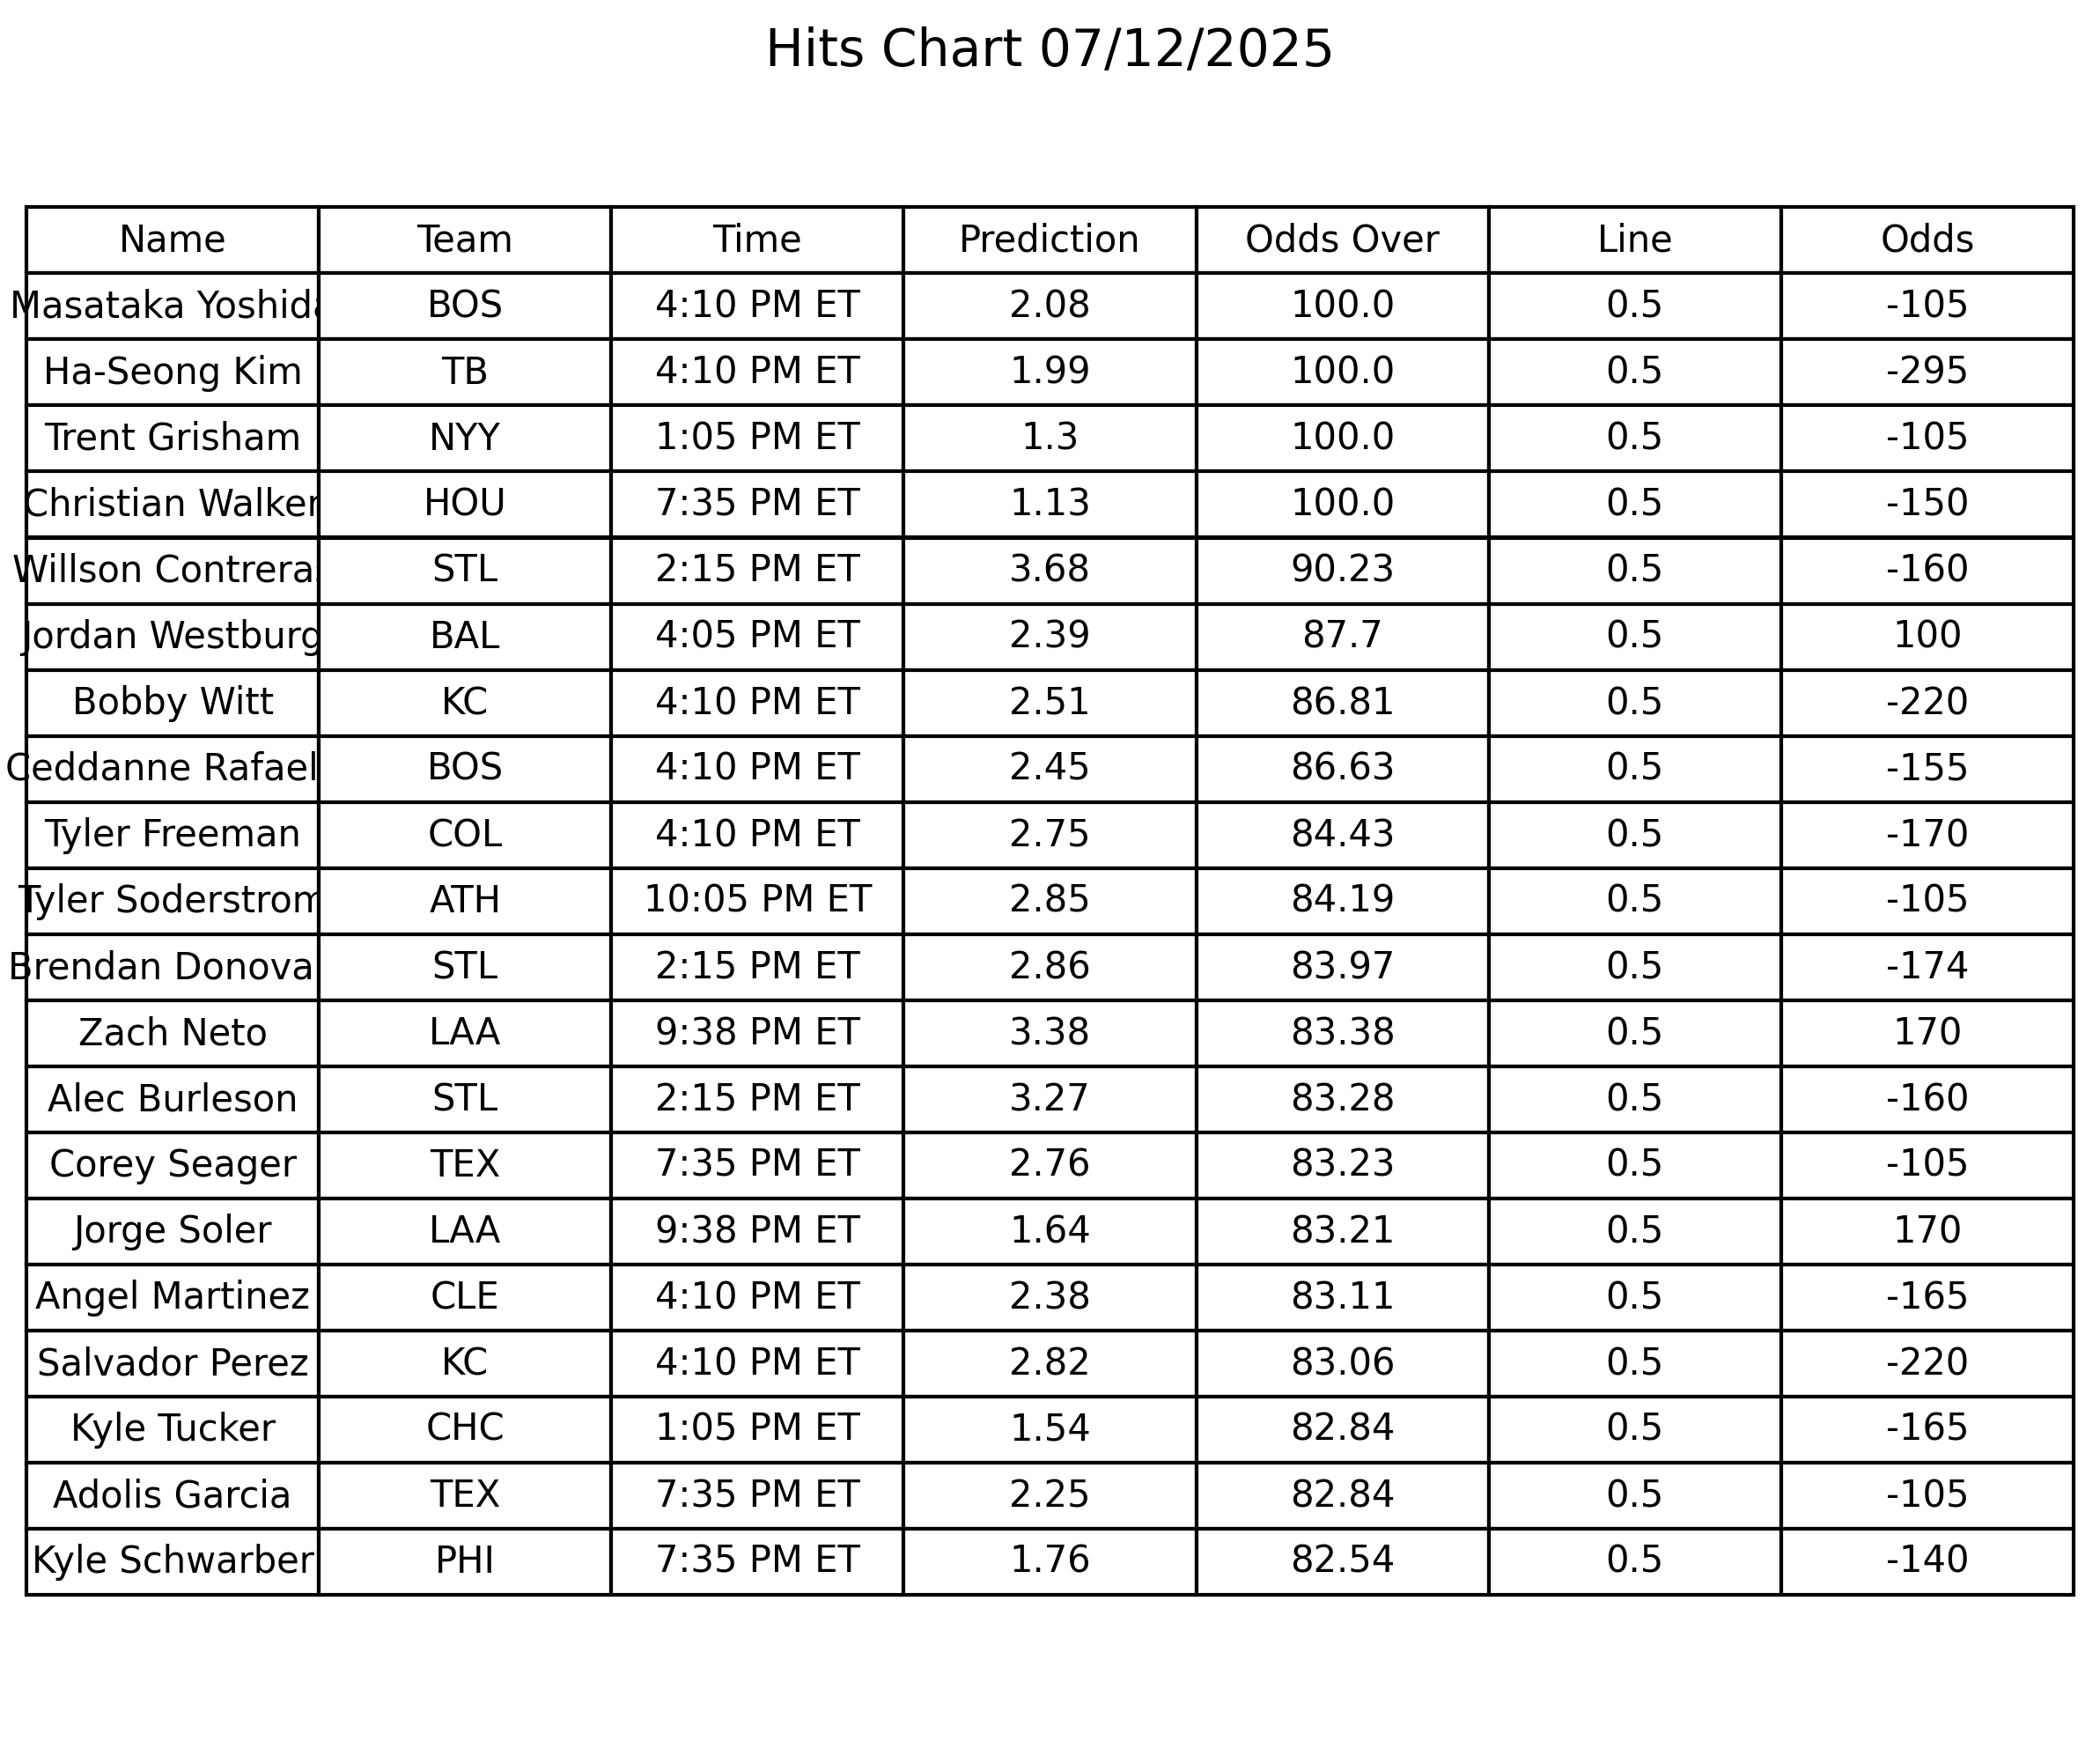 Hits Chart 07/12/2025
Name Team Time Prediction Odds Over Line Odds
Masataka Yoshida BOS 4:10 PM ET 2.08 100.0 0.5 -105
Ha-Seong Kim TB 4:10 PM ET 1.99 100.0 0.5 -295
Trent Grisham NYY 1:05 PM ET 1.3 100.0 0.5 -105
Christian Walker HOU 7:35 PM ET 1.13 100.0 0.5 -150
Willson Contrera STL 2:15 PM ET 3.68 90.23 0.5 -160
Jordan Westburg BAL 4:05 PM ET 2.39 87.7 0.5 100
Bobby Witt KC 4:10 PM ET 2.51 86.81 0.5 -220
Ceddanne Rafael BOS 4:10 PM ET 2.45 86.63 0.5 -155
Tyler Freeman COL 4:10 PM ET 2.75 84.43 0.5 -170
Tyler Soderstrom ATH 10:05 PM ET 2.85 84.19 0.5 -105
Brendan Donova STL 2:15 PM ET 2.86 83.97 0.5 -174
Zach Neto LAA 9:38 PM ET 3.38 83.38 0.5 170
Alec Burleson STL 2:15 PM ET 3.27 83.28 0.5 -160
Corey Seager TEX 7:35 PM ET 2.76 83.23 0.5 -105
Jorge Soler LAA 9:38 PM ET 1.64 83.21 0.5 170
Angel Martinez CLE 4:10 PM ET 2.38 83.11 0.5 -165
Salvador Perez KC 4:10 PM ET 2.82 83.06 0.5 -220
Kyle Tucker CHC 1:05 PM ET 1.54 82.84 0.5 -165
Adolis Garcia TEX 7:35 PM ET 2.25 82.84 0.5 -105
Kyle Schwarber PHI 7:35 PM ET 1.76 82.54 0.5 -140